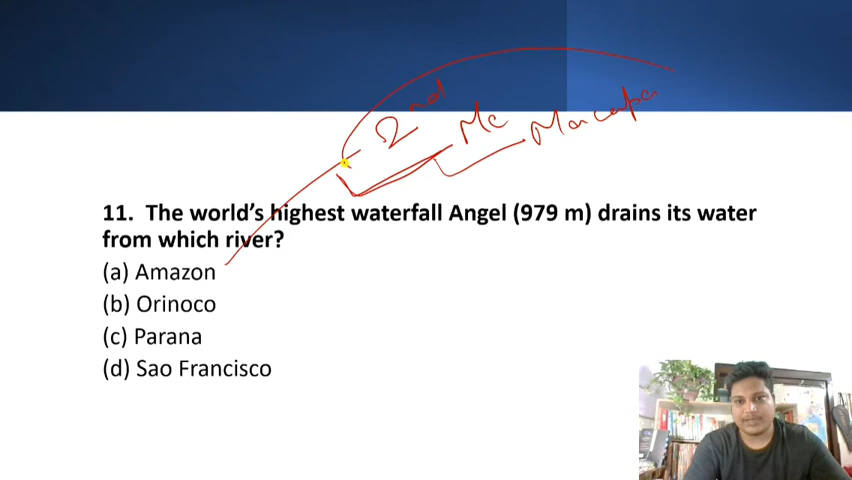 2nd Mc Macapa
11. The world's highest waterfall Angel (979 m) drains its water
from which river?
(a) Amazon
(b) Orinoco
(c) Parana
(d) Sao Francisco